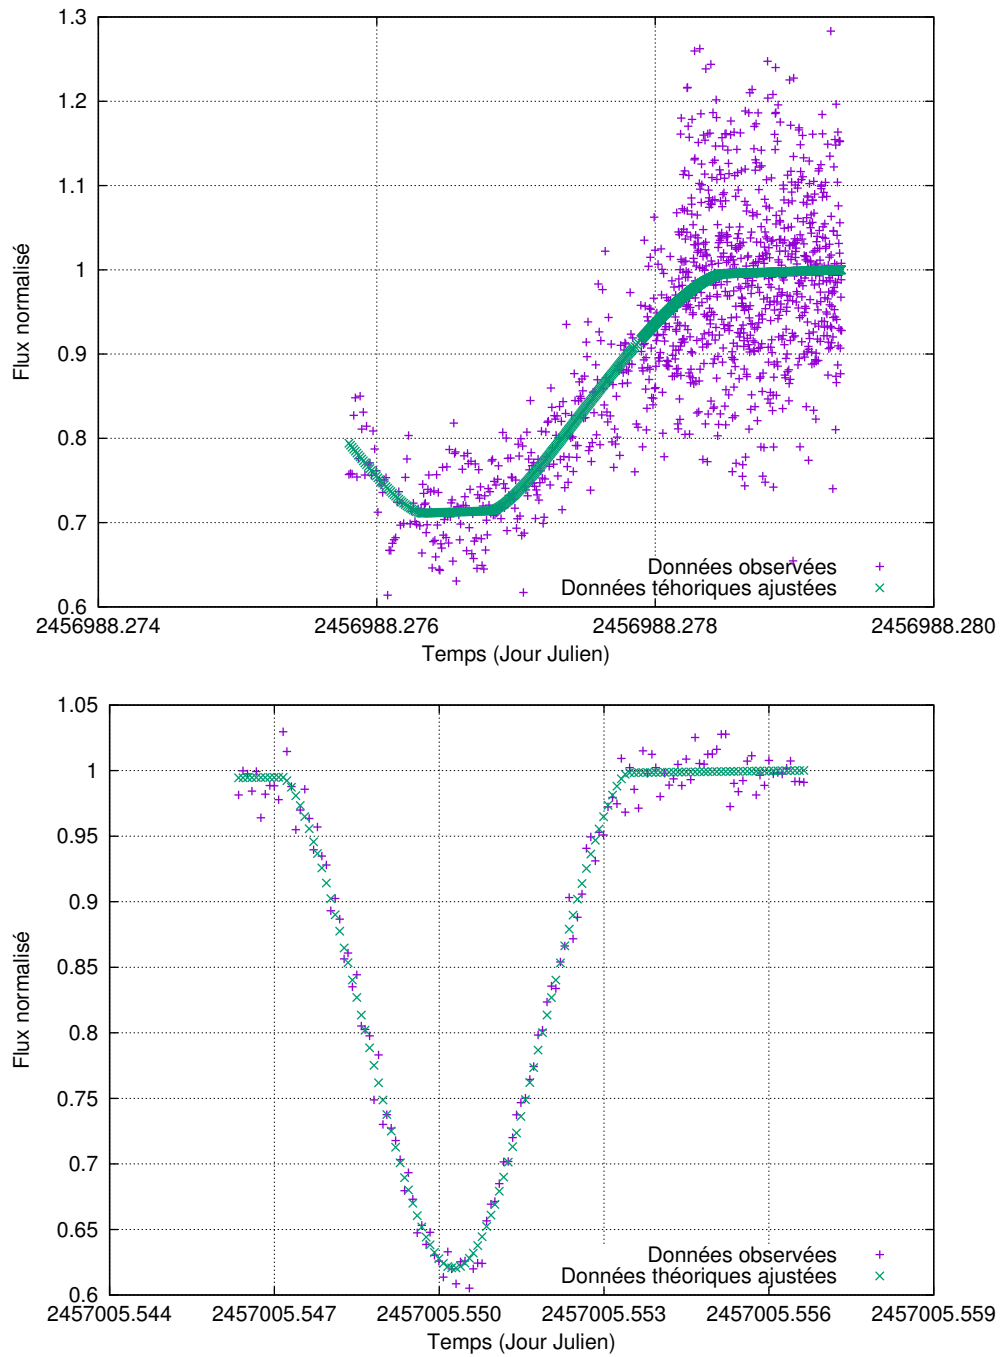 1.3
1.2
1.1
1
0.9
0.8
0.7
0.6
Flux normalisé
Données observées
Données téhoriques ajustées
2456988.274 2456988.276 2456988.278 2456988.280
Temps (Jour Julien)
1.05
1
0.95
0.9
0.85
0.8
0.75
0.7
0.65
0.6
Flux normalisé
Données observées
Données théoriques ajustées
2457005.544 2457005.547 2457005.550 2457005.553 2457005.556 2457005.559
Temps (Jour Julien)